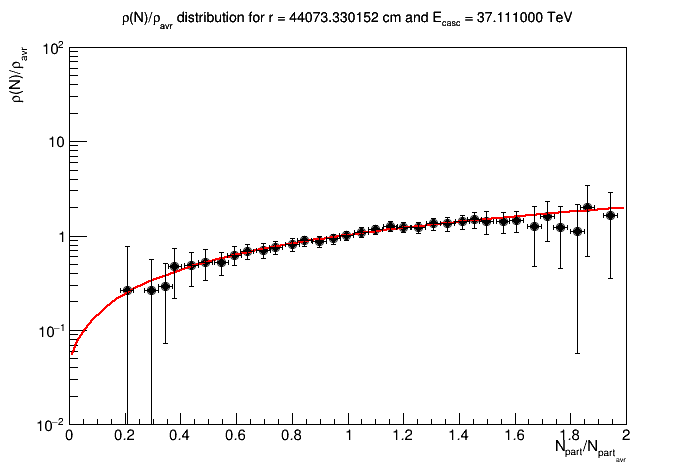 ρ(N)/ρavr distribution for r = 44073.330152 cm and Ecasc = 37.111000 TeV
ρ(N)/ρavr
10²
10
1
10⁻¹
10⁻²
0 0.2 0.4 0.6 0.8 1 1.2 1.4 1.6 1.8 2
Npart/Npartavr